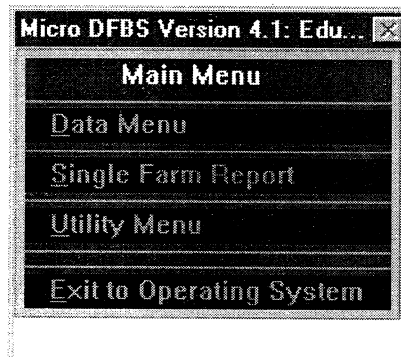 Micro DFBS Version 4.1: Edu...
Main Menu
Data Menu
Single Farm Report
Utility Menu
Exit to Operating System